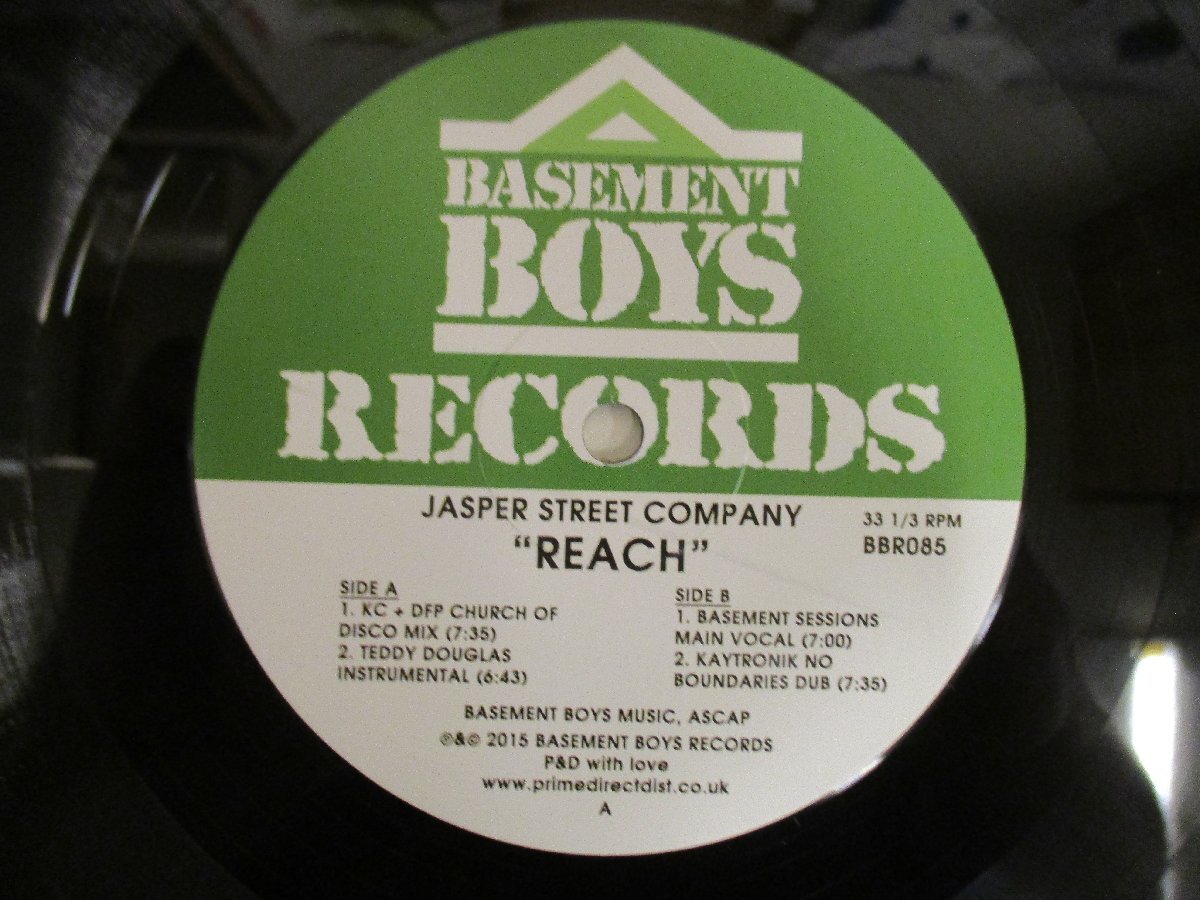 BASEMENT
BOYS
RECORDS
JASPER STREET COMPANY
"REACH"
33 1/3 RPM
BBR085
SIDE A
1. KC + DFP CHURCH OF
DISCO MIX (7:35)
2. TEDDY DOUGLAS
INSTRUMENTAL (6:43)
SIDE B
1. BASEMENT SESSIONS
MAIN VOCAL (7:00)
2. KAYTRONIK NO
BOUNDARIES DUB (7:35)
BASEMENT BOYS MUSIC, ASCAP
℗&© 2015 BASEMENT BOYS RECORDS
P&D with love
www.primedirectdist.co.uk
A